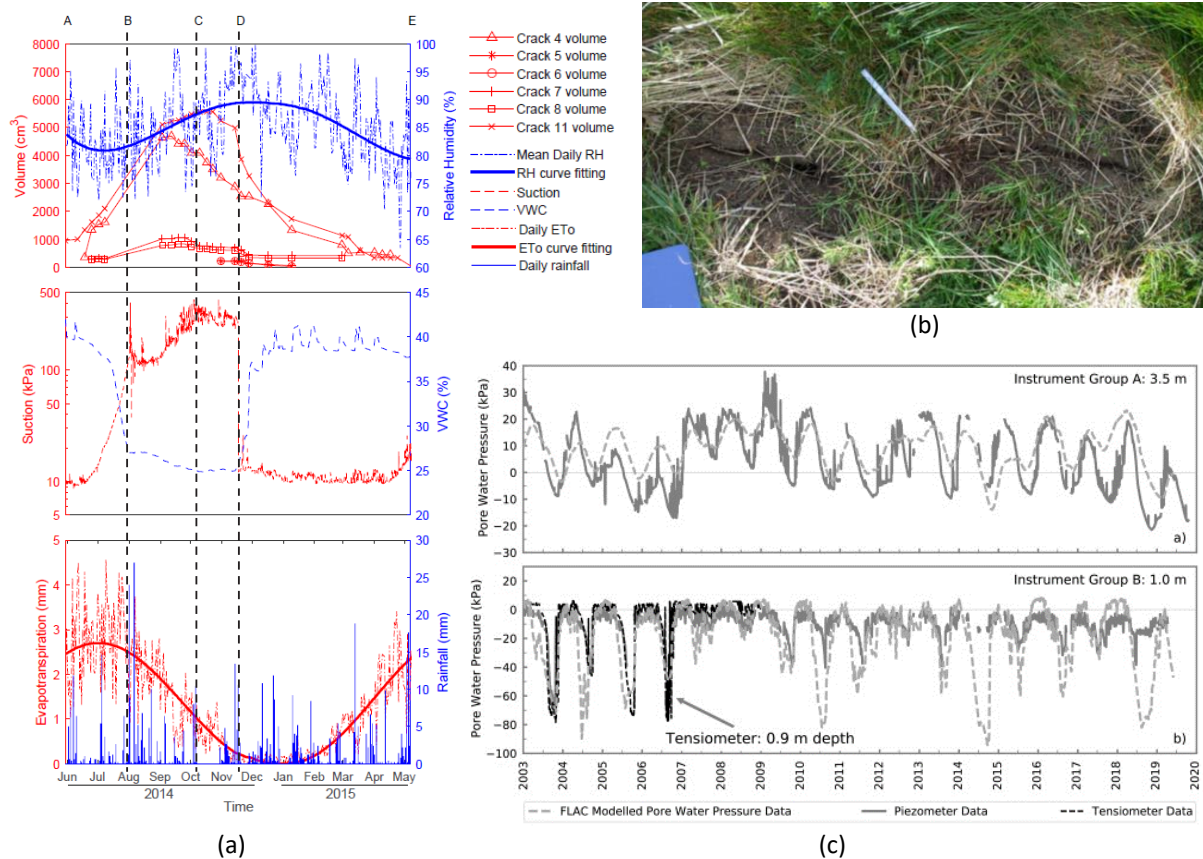 A B C D E
8000
7000
6000
5000
4000
3000
2000
1000
0
Volume (cm3)
100
95
90
85
80
75
70
65
60
Relative Humidity (%)
Crack 4 volume
Crack 5 volume
Crack 6 volume
Crack 7 volume
Crack 8 volume
Crack 11 volume
Mean Daily RH
RH curve fitting
Suction
VWC
Daily ETo
ETo curve fitting
Daily rainfall
500
100
50
10
5
Suction (kPa)
45
40
35
30
25
20
VWC (%)
5
4
3
2
1
0
Evapotranspiration (mm)
30
25
20
15
10
5
0
Rainfall (mm)
Jun Jul Aug Sep Oct Nov Dec Jan Feb Mar Apr May
2014 2015
Time
(a)
(b)
40
30
20
10
0
−10
−20
−30
Pore Water Pressure (kPa)
Instrument Group A: 3.5 m
a)
20
0
−20
−40
−60
−80
−100
Pore Water Pressure (kPa)
Instrument Group B: 1.0 m
Tensiometer: 0.9 m depth
b)
2003 2004 2005 2006 2007 2008 2009 2010 2011 2012 2013 2014 2015 2016 2017 2018 2019 2020
FLAC Modelled Pore Water Pressure Data Piezometer Data Tensiometer Data
(c)